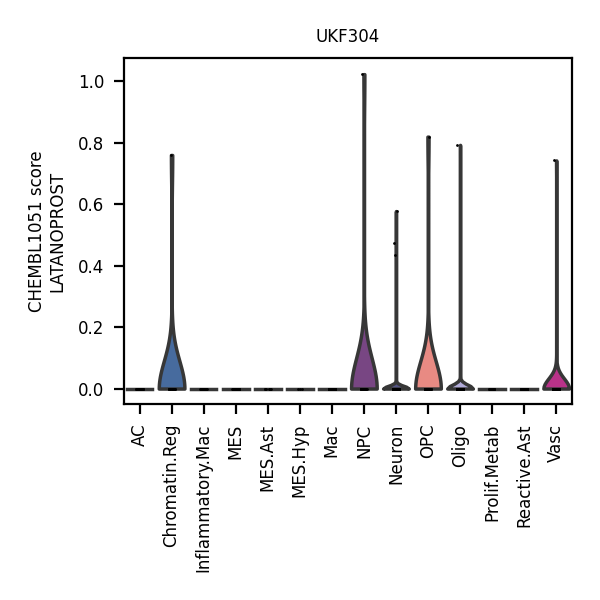 UKF304
CHEMBL1051 score
LATANOPROST
1.0
0.8
0.6
0.4
0.2
0.0
AC
Chromatin.Reg
Inflammatory.Mac
MES
MES.Ast
MES.Hyp
Mac
NPC
Neuron
OPC
Oligo
Prolif.Metab
Reactive.Ast
Vasc